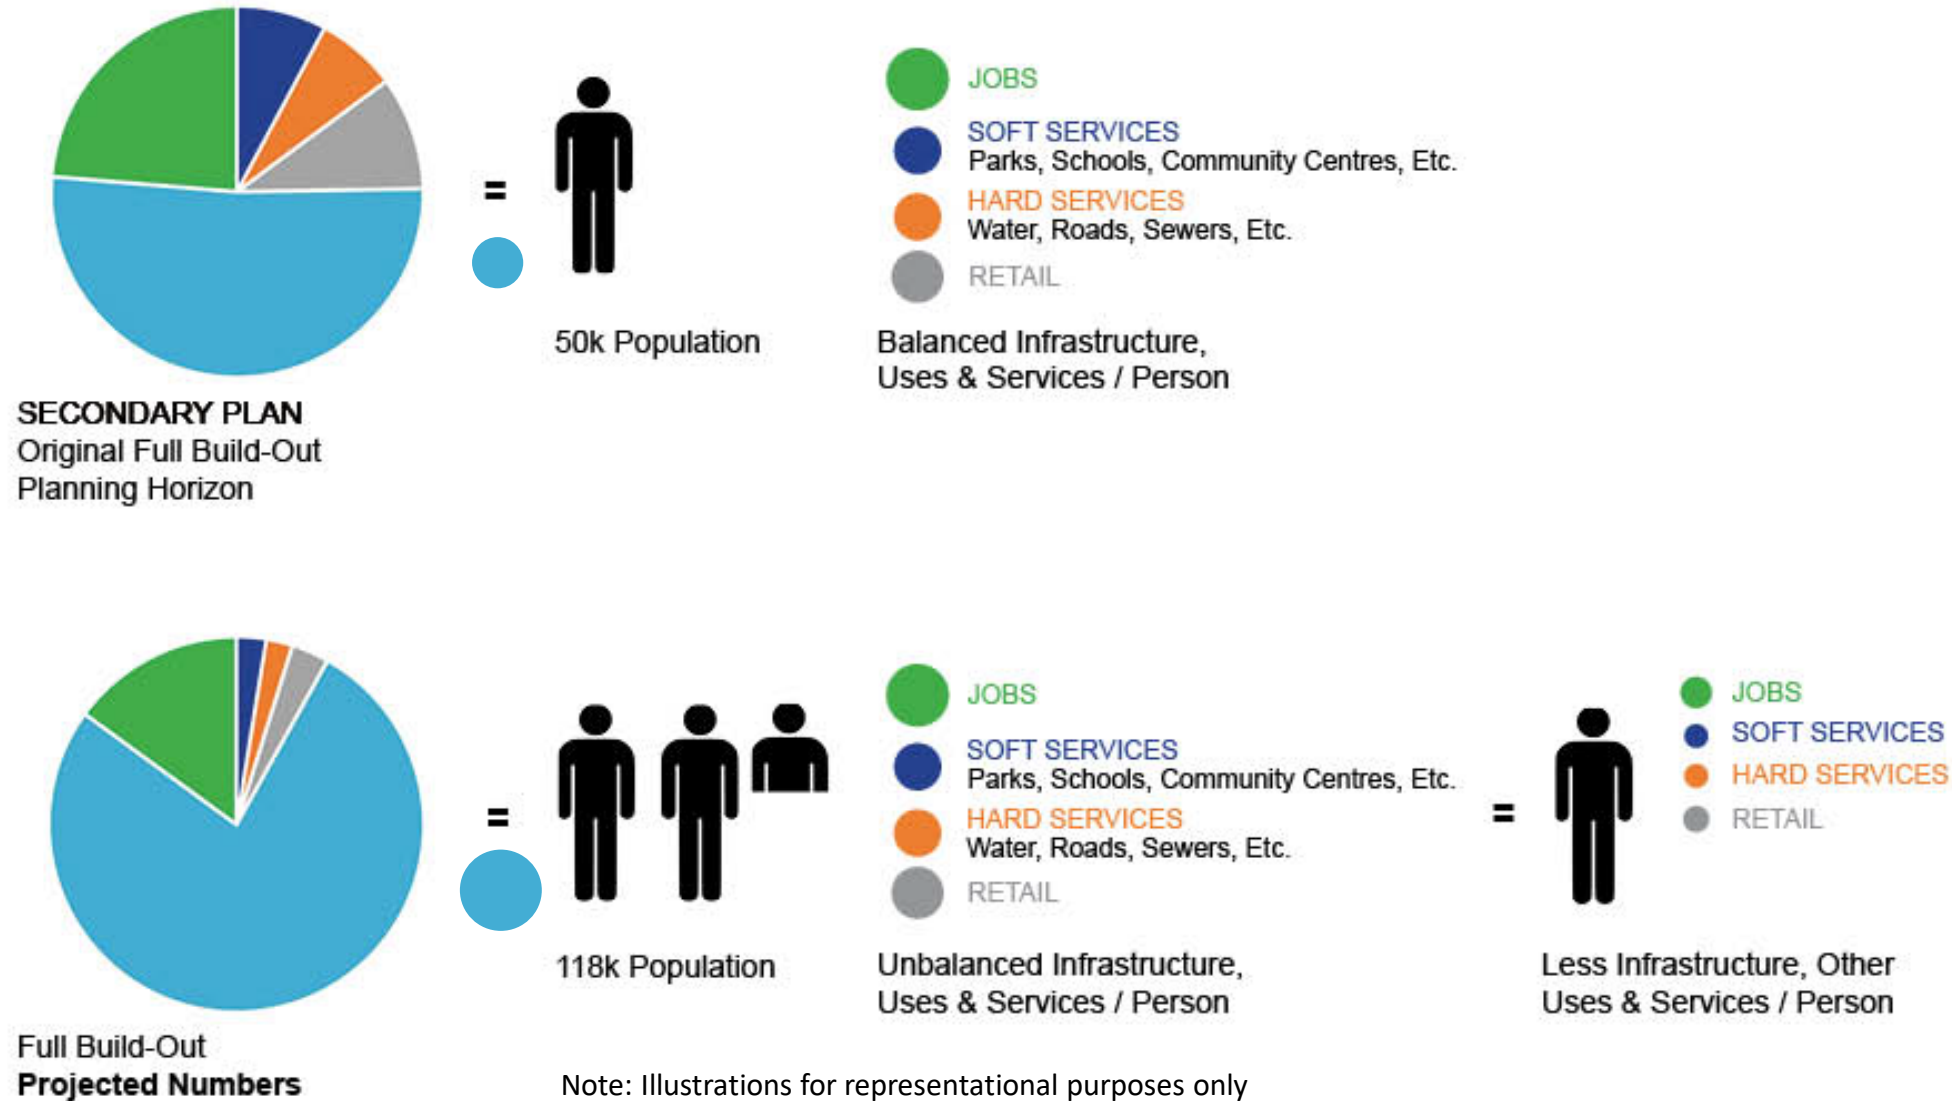 JOBS
SOFT SERVICES
Parks, Schools, Community Centres, Etc.
HARD SERVICES
Water, Roads, Sewers, Etc.
RETAIL
=
50k Population
Balanced Infrastructure,
Uses & Services / Person
SECONDARY PLAN
Original Full Build-Out
Planning Horizon
JOBS
SOFT SERVICES
Parks, Schools, Community Centres, Etc.
HARD SERVICES
Water, Roads, Sewers, Etc.
RETAIL
=
118k Population
Unbalanced Infrastructure,
Uses & Services / Person
=
JOBS
SOFT SERVICES
HARD SERVICES
RETAIL
Less Infrastructure, Other
Uses & Services / Person
Full Build-Out
Projected Numbers
Note: Illustrations for representational purposes only